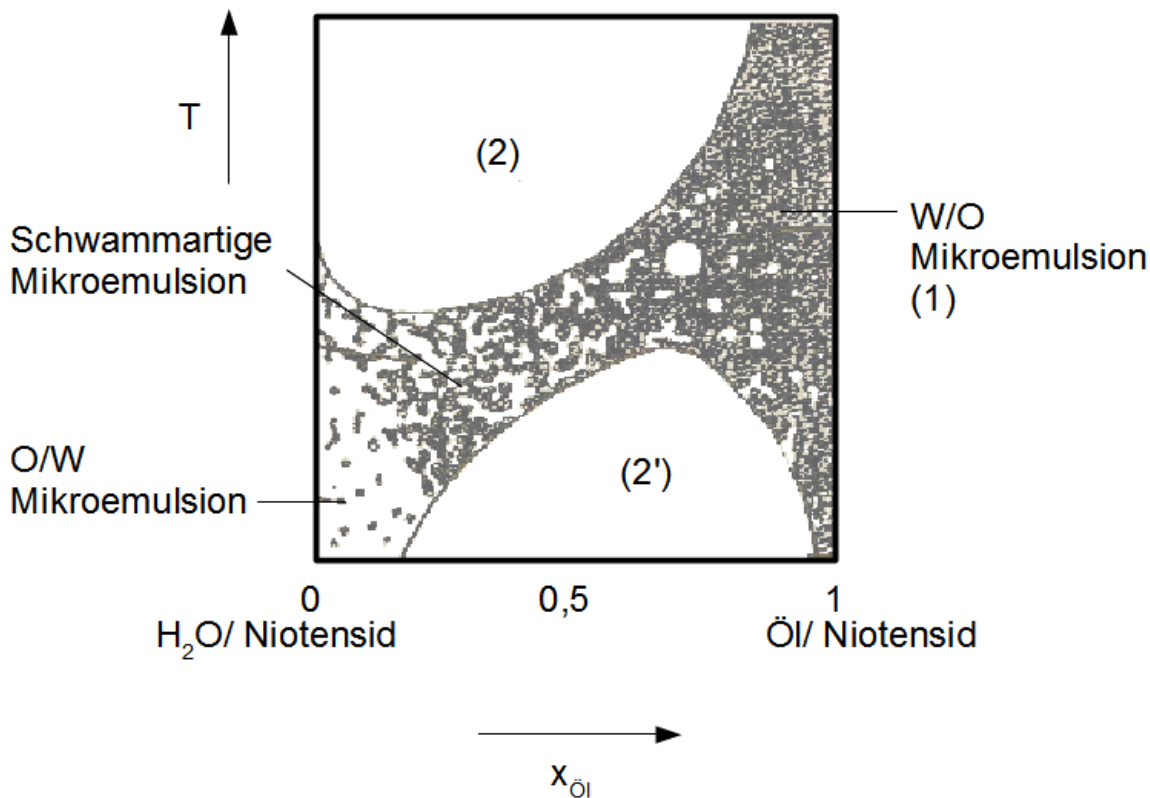 T
(2)
Schwammartige
Mikroemulsion
W/O
Mikroemulsion
(1)
O/W
Mikroemulsion
(2')
0
0,5
1
H₂O/ Niotensid
Öl/ Niotensid
xÖl